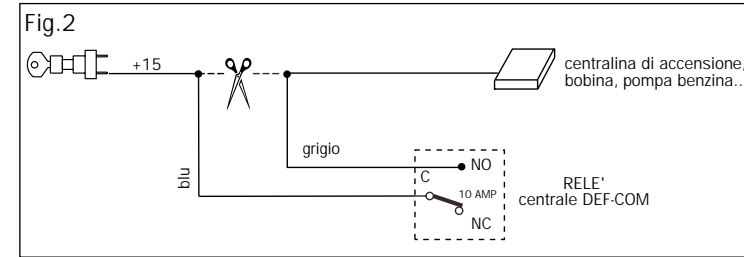 Fig.2
+15
centralina di accensione,
bobina, pompa benzina..
grigio
blu
NO
C
10 AMP
NC
RELE'
centrale DEF-COM